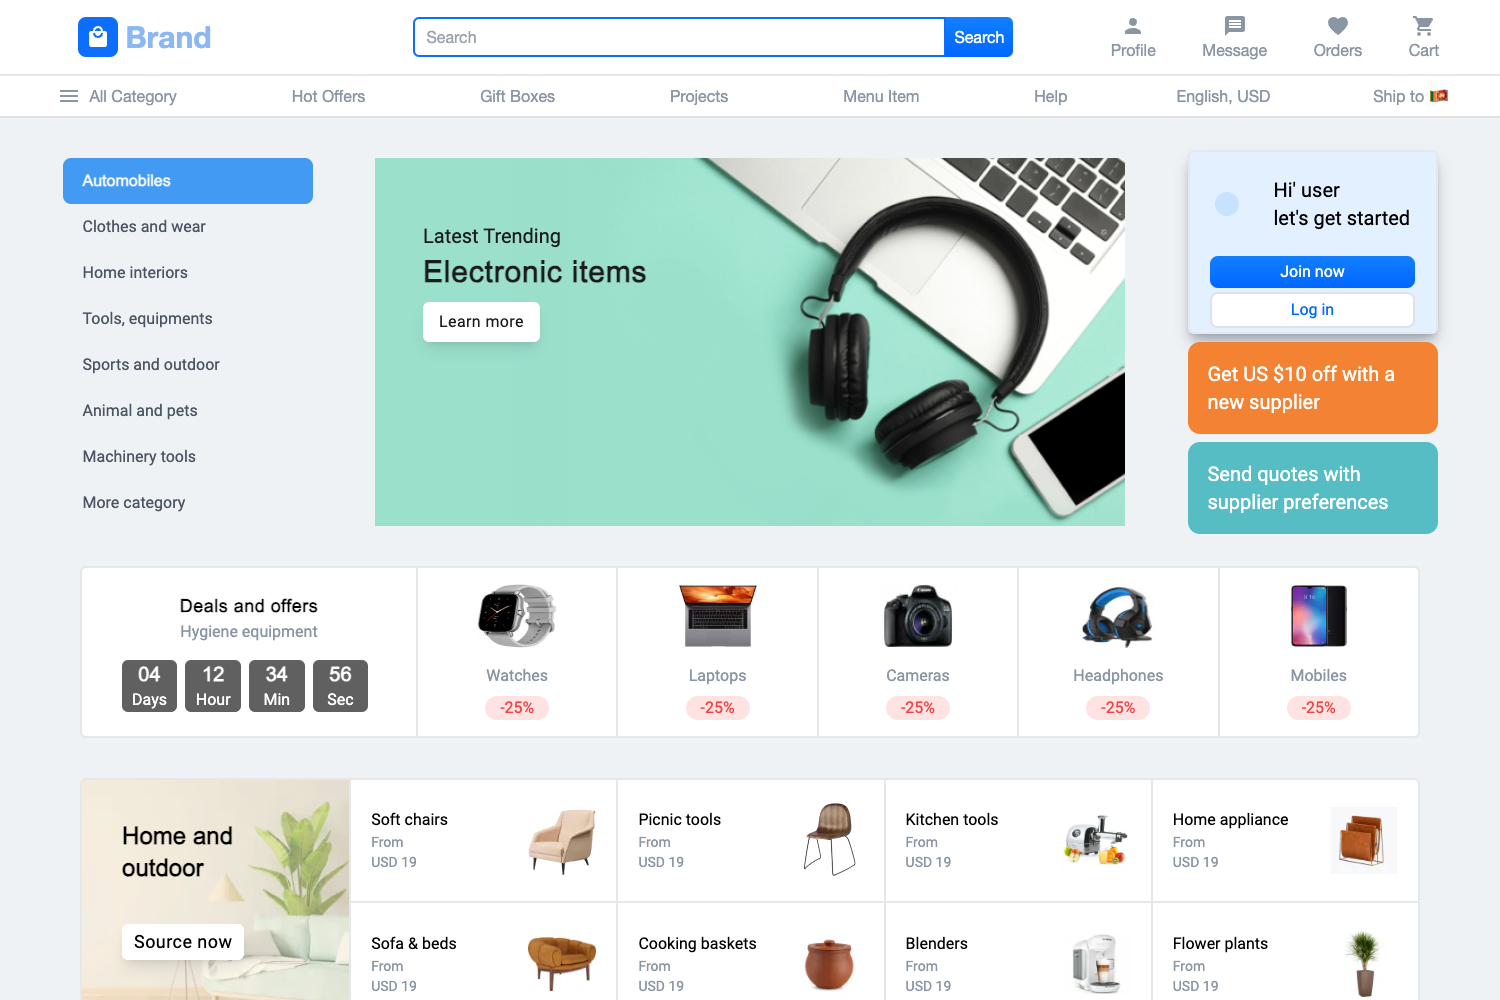 Brand
Search
Search
Profile
Message
Orders
Cart
All Category
Hot Offers
Gift Boxes
Projects
Menu Item
Help
English, USD
Ship to
Automobiles
Clothes and wear
Home interiors
Tools, equipments
Sports and outdoor
Animal and pets
Machinery tools
More category
Latest Trending
Electronic items
Learn more
Hi' user
let's get started
Join now
Log in
Get US $10 off with a
new supplier
Send quotes with
supplier preferences
Deals and offers
Hygiene equipment
04
Days
12
Hour
34
Min
56
Sec
Watches
-25%
Laptops
-25%
Cameras
-25%
Headphones
-25%
Mobiles
-25%
Home and
outdoor
Source now
Soft chairs
From
USD 19
Picnic tools
From
USD 19
Kitchen tools
From
USD 19
Home appliance
From
USD 19
Sofa & beds
From
USD 19
Cooking baskets
From
USD 19
Blenders
From
USD 19
Flower plants
From
USD 19